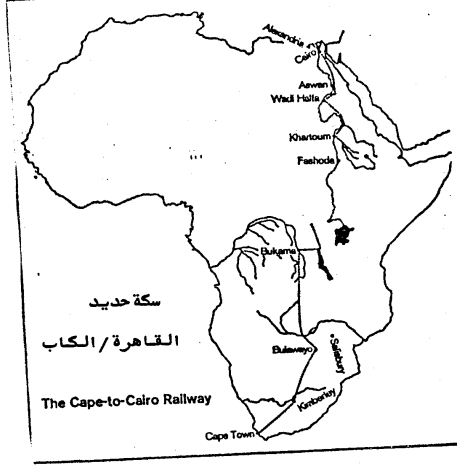 Alexandria
Cairo
Aswan
Wadi Halfa
Khartoum
Fashoda
Bukama
سكة حديد
القاهرة/الكاب
Bulawayo
Salisbury
The Cape-to-Cairo Railway
Kimberley
Cape Town